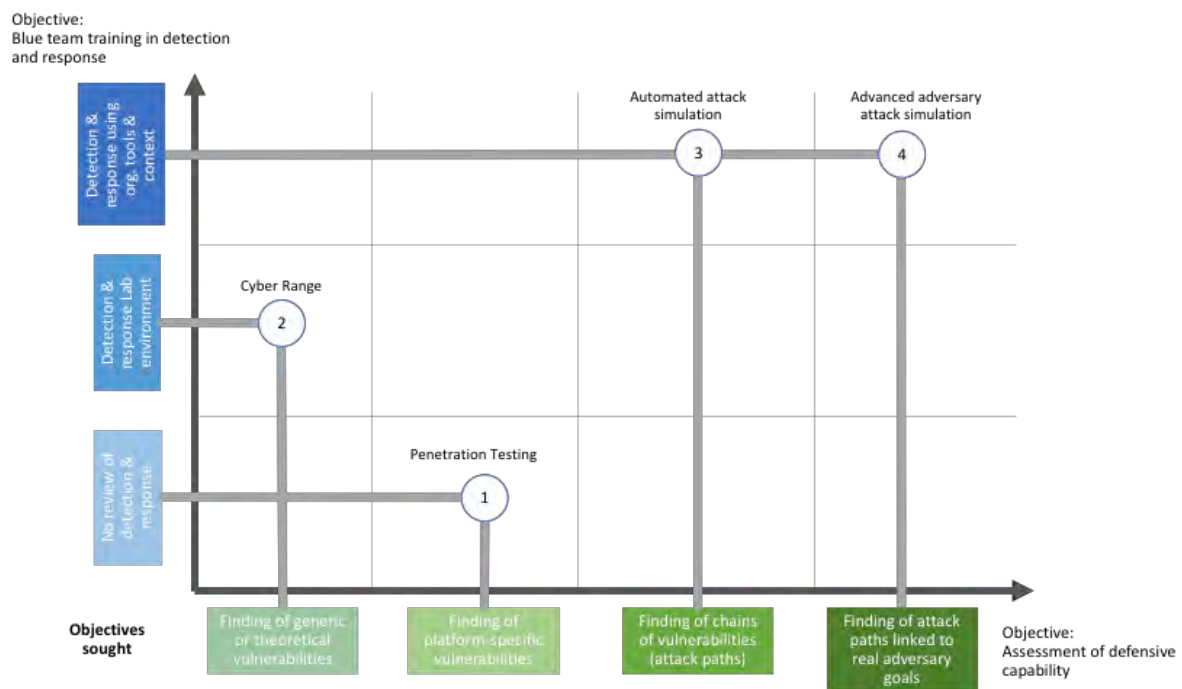 Objective:
Blue team training in detection
and response
Detection &
response using
org. tools &
context
Automated attack
simulation
Advanced adversary
attack simulation
3
4
Detection &
response Lab
environment
Cyber Range
2
No review of
detection &
response
Penetration Testing
1
Objectives
sought
Finding of generic
or theoretical
vulnerabilities
Finding of
platform-specific
vulnerabilities
Finding of chains
of vulnerabilities
(attack paths)
Finding of attack
paths linked to
real adversary
goals
Objective:
Assessment of defensive
capability